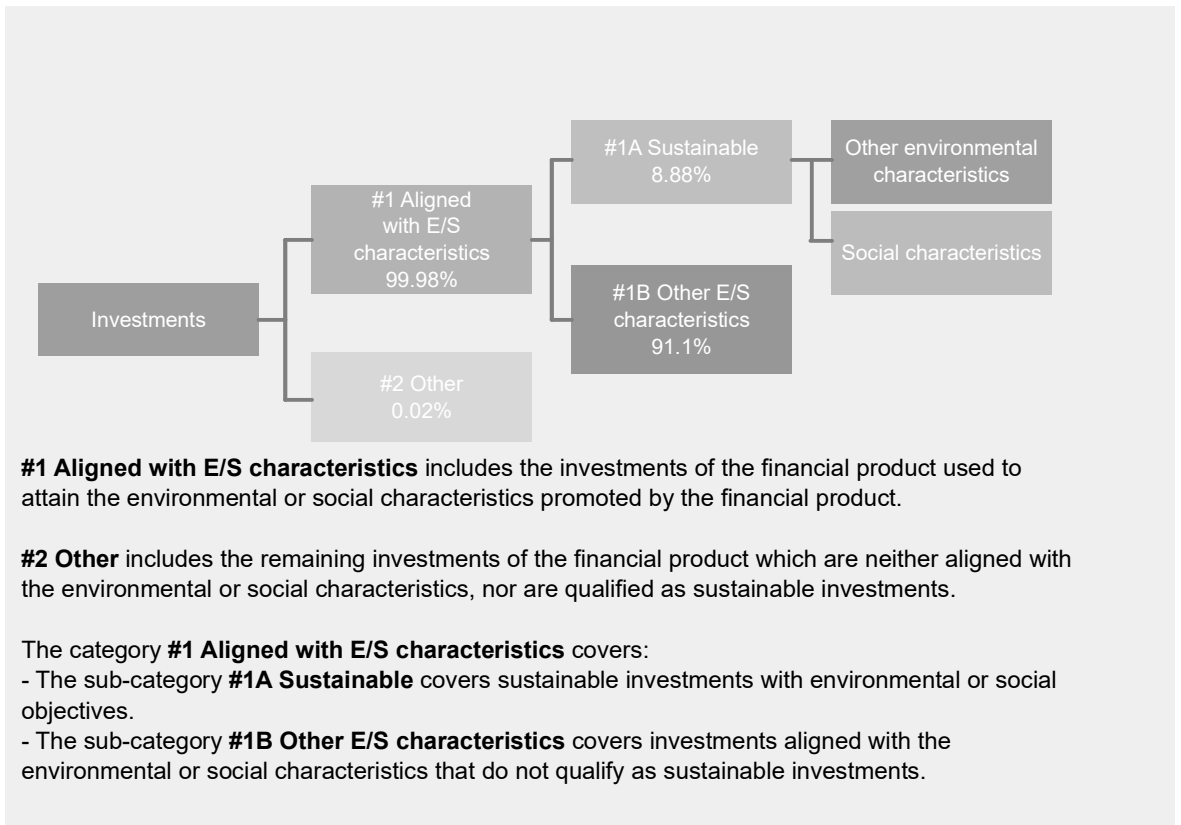 Investments
#1 Aligned
with E/S
characteristics
99.98%
#2 Other
0.02%
#1A Sustainable
8.88%
#1B Other E/S
characteristics
91.1%
Other environmental
characteristics
Social characteristics
#1 Aligned with E/S characteristics includes the investments of the financial product used to
attain the environmental or social characteristics promoted by the financial product.
#2 Other includes the remaining investments of the financial product which are neither aligned with
the environmental or social characteristics, nor are qualified as sustainable investments.
The category #1 Aligned with E/S characteristics covers:
- The sub-category #1A Sustainable covers sustainable investments with environmental or social
objectives.
- The sub-category #1B Other E/S characteristics covers investments aligned with the
environmental or social characteristics that do not qualify as sustainable investments.